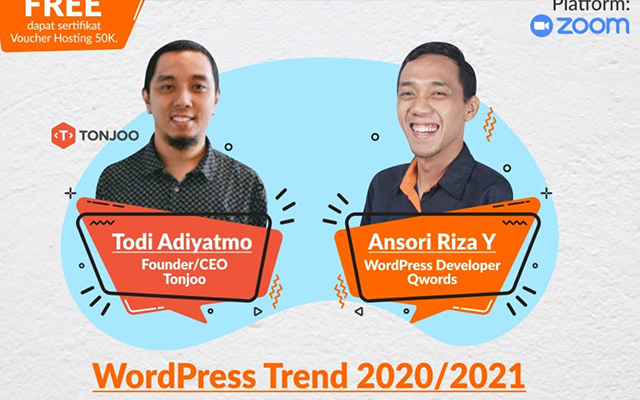 FREE
dapat sertifikat
Voucher Hosting 50K.
Platform:
zoom
TONJOO
Todi Adiyatmo
Founder/CEO
Tonjoo
Ansori Riza Y
WordPress Developer
Qwords
WordPress Trend 2020/2021